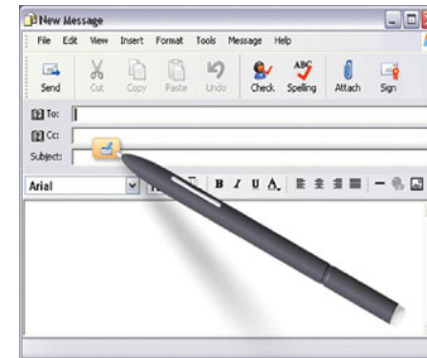 New Message
File Edit View Insert Format Tools Message Help
ABC
Send Cut Copy Paste Undo Check Spelling Attach Sign
To:
Cc:
Subject:
Arial B I U A